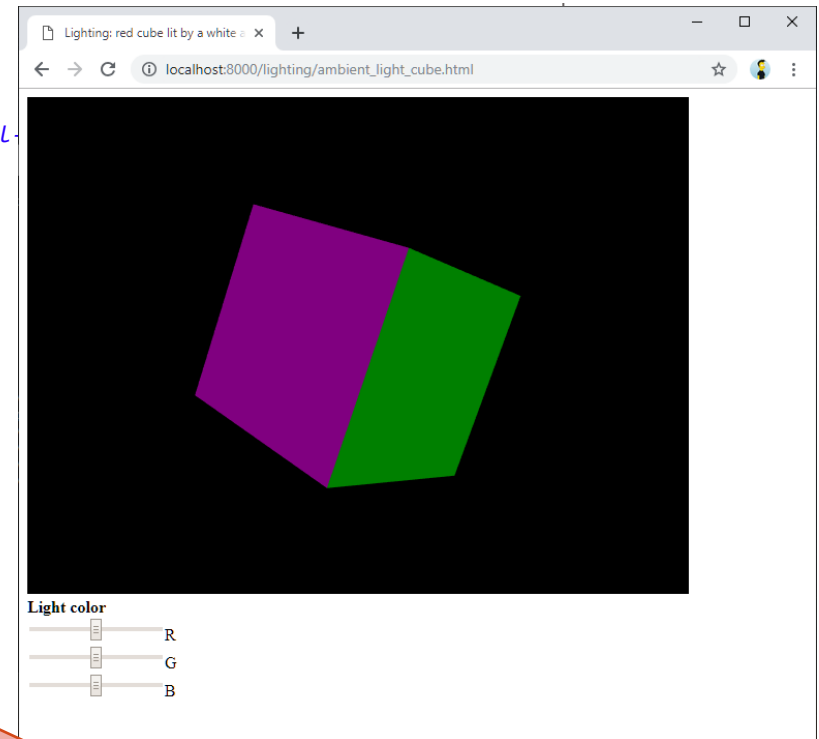 Lighting: red cube lit by a white a
localhost:8000/lighting/ambient_light_cube.html
L
Light color
R
G
B